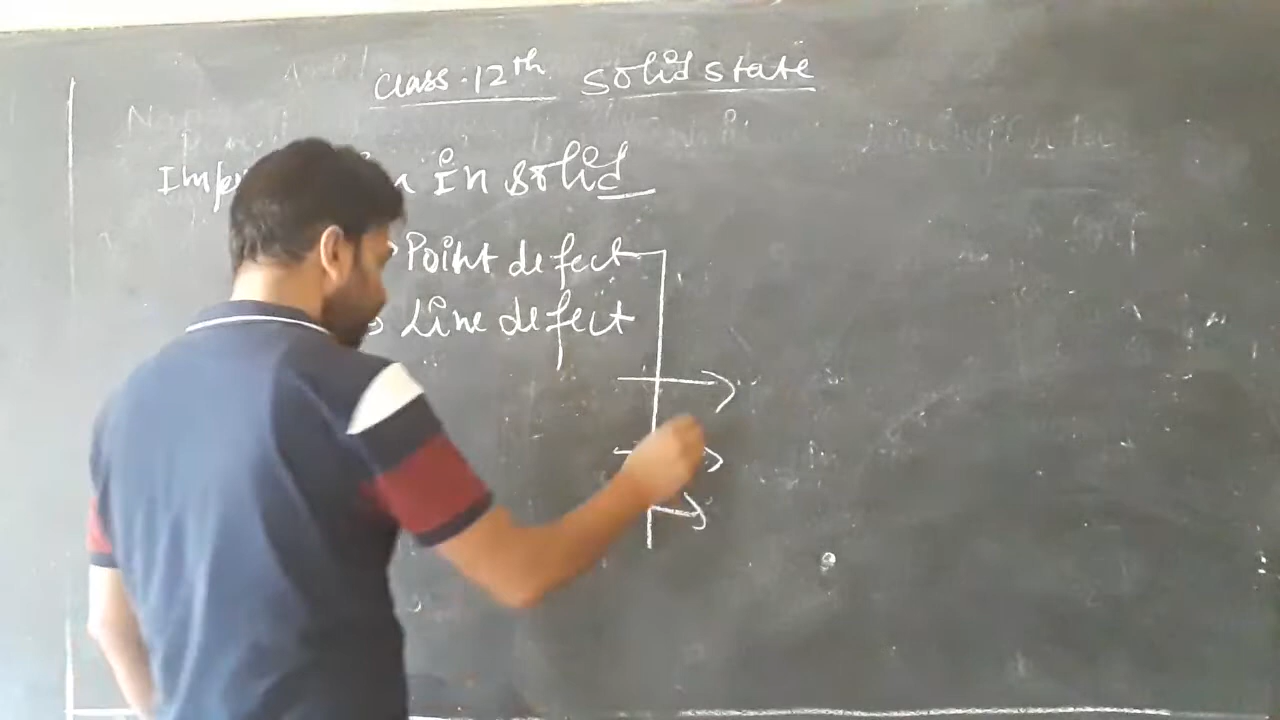 Class:12th Solid state
In solid
Point defect
Line defect